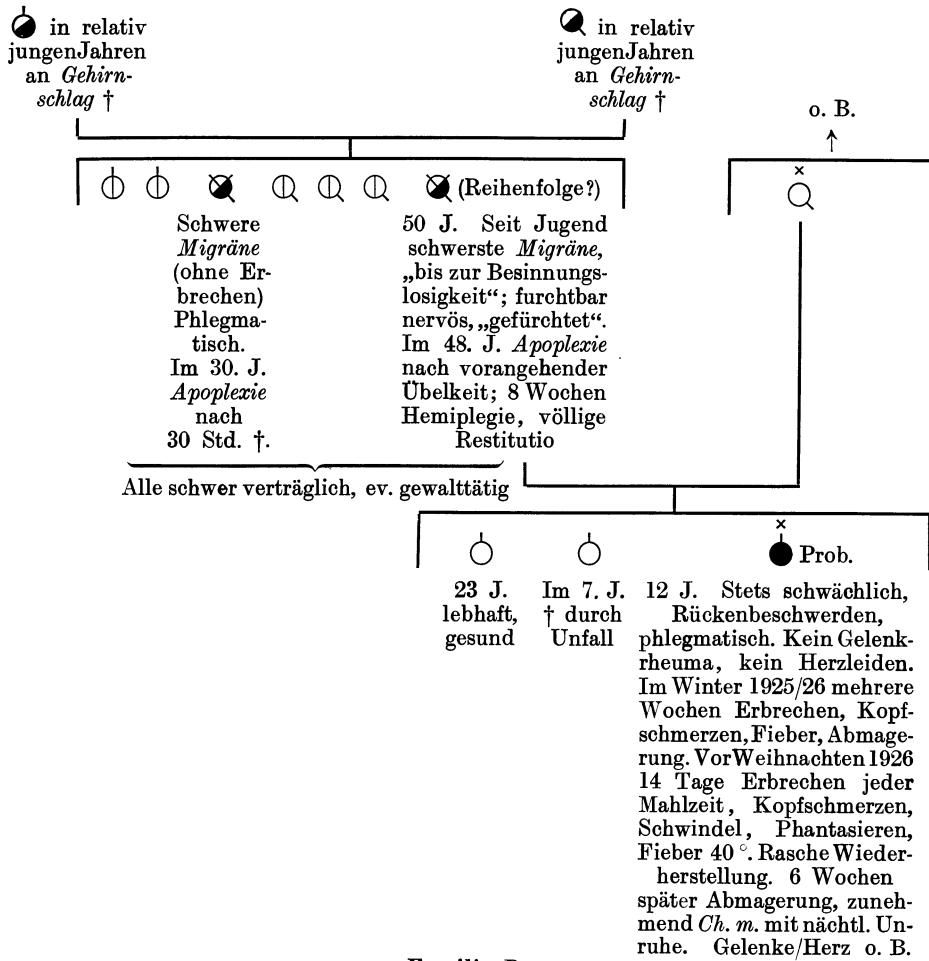 in relativ
jungenJahren
an Gehirn-
schlag †
in relativ
jungenJahren
an Gehirn-
schlag †
o. B.
(Reihenfolge?)
Schwere
Migräne
(ohne Er-
brechen)
Phlegma-
tisch.
Im 30. J.
Apoplexie
nach
30 Std. †.
50 J. Seit Jugend
schwerste Migräne,
„bis zur Besinnungs-
losigkeit“; furchtbar
nervös, „gefürchtet“.
Im 48. J. Apoplexie
nach vorangehender
Übelkeit; 8 Wochen
Hemiplegie, völlige
Restitutio
Alle schwer verträglich, ev. gewalttätig
Prob.
23 J.
lebhaft,
gesund
Im 7. J.
† durch
Unfall
12 J. Stets schwächlich,
Rückenbeschwerden,
phlegmatisch. Kein Gelenk-
rheuma, kein Herzleiden.
Im Winter 1925/26 mehrere
Wochen Erbrechen, Kopf-
schmerzen, Fieber, Abmage-
rung. Vor Weihnachten 1926
14 Tage Erbrechen jeder
Mahlzeit, Kopfschmerzen,
Schwindel, Phantasieren,
Fieber 40 °. Rasche Wieder-
herstellung. 6 Wochen
später Abmagerung, zuneh-
mend Ch. m. mit nächtl. Un-
ruhe. Gelenke/Herz o. B.